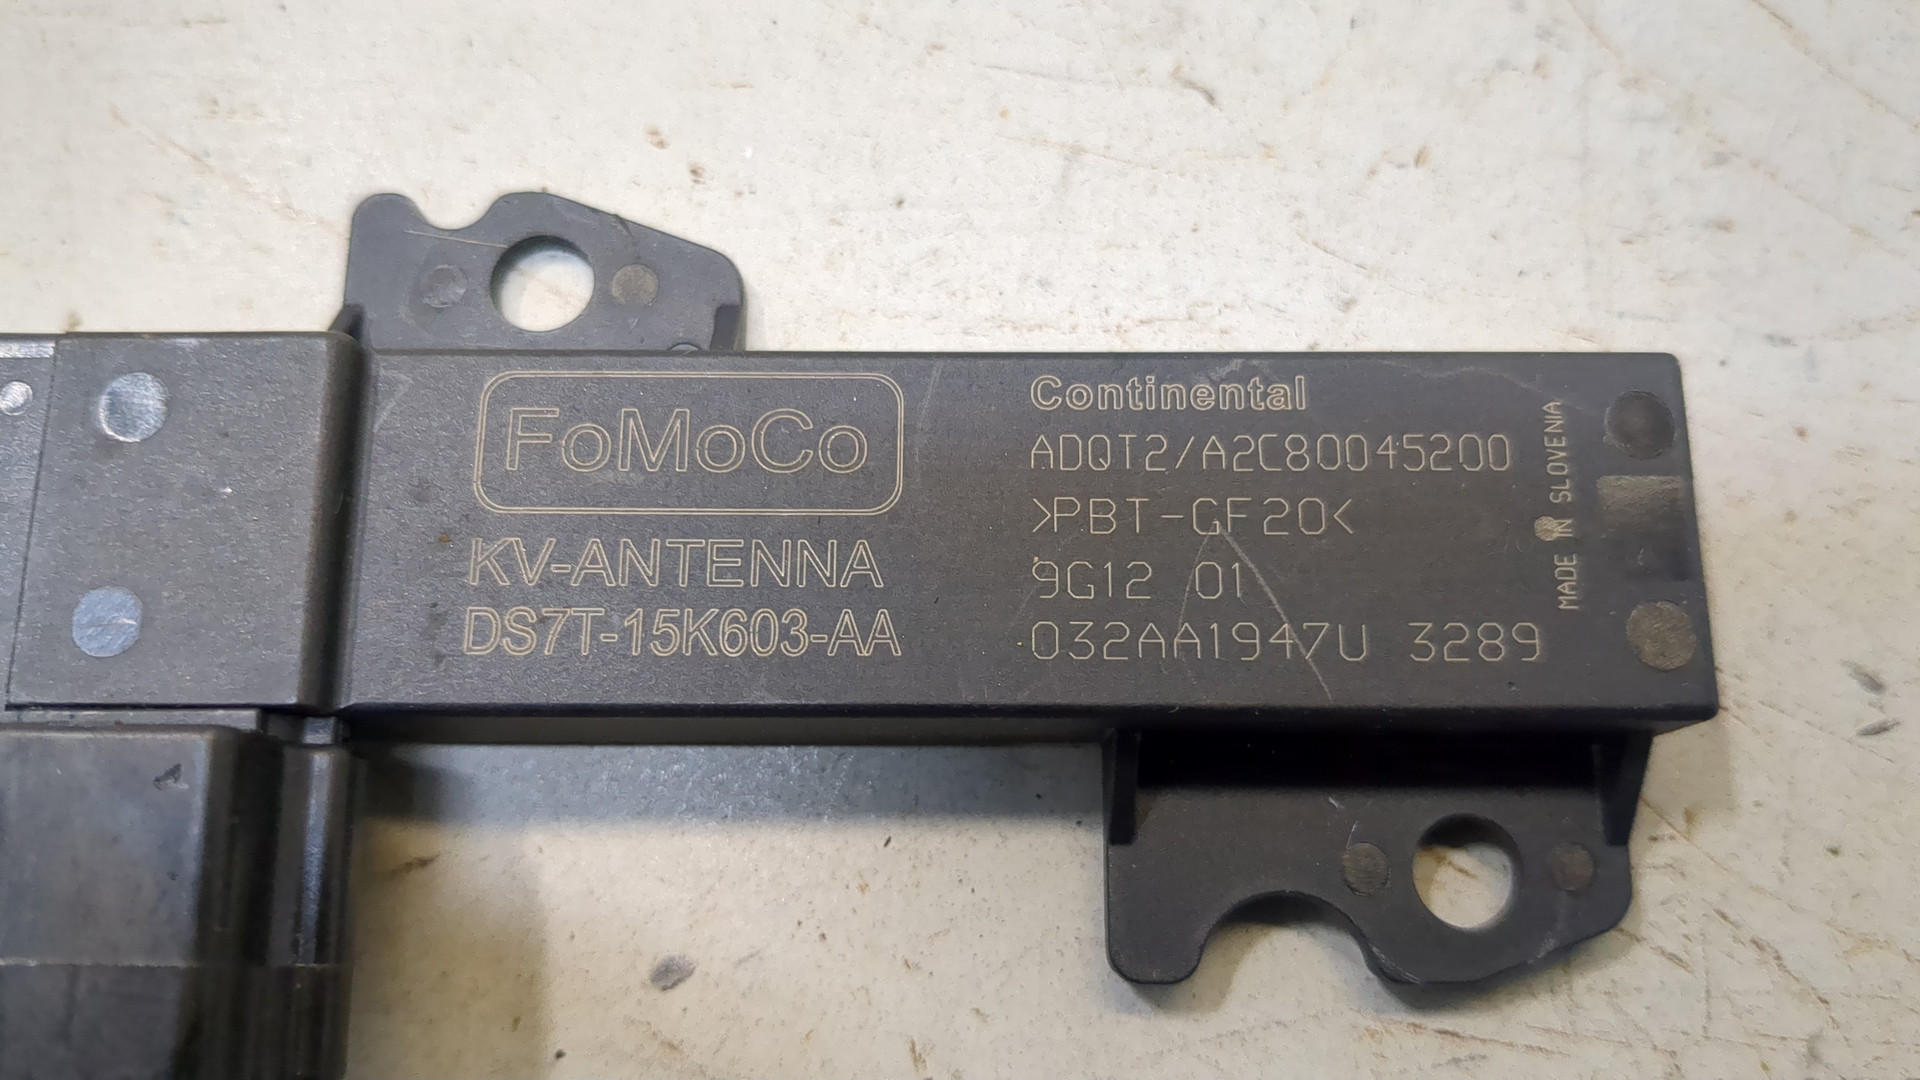 FoMoCo
KV-ANTENNA
DS7T-15K603-AA
Continental
ADQT2/A2C80045200
>PBT-GF20<
9G12 01
032AA1947U 3289
MADE IN SLOVENIA